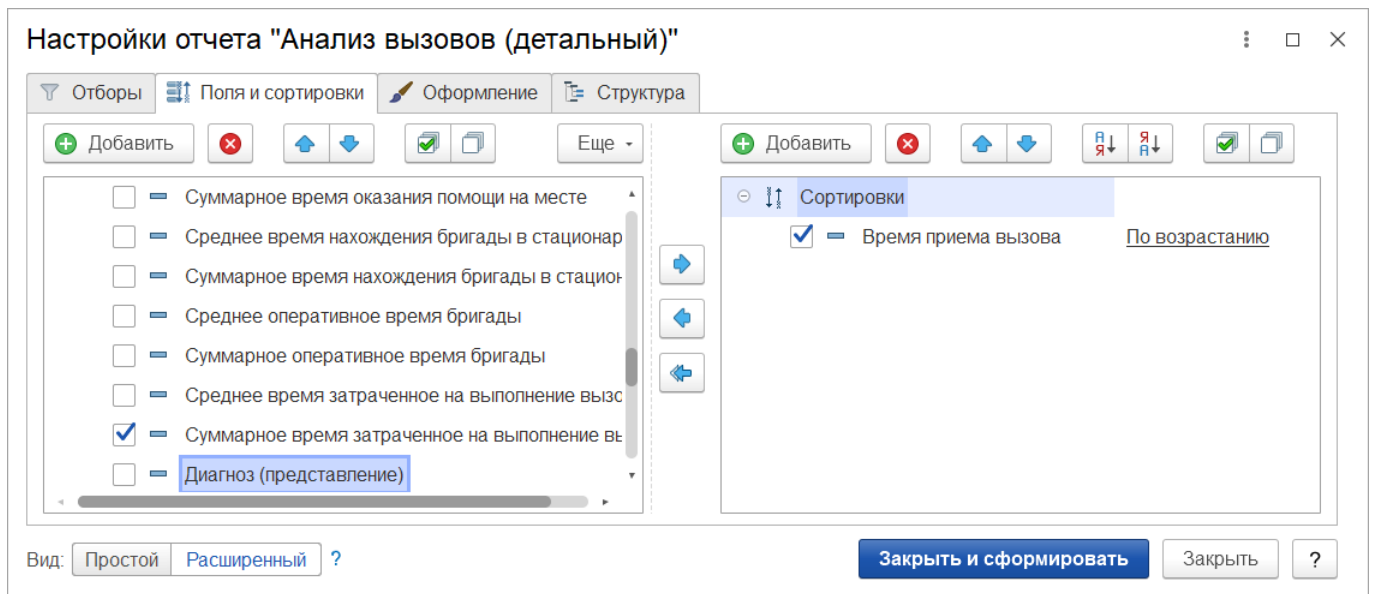 Настройки отчета "Анализ вызовов (детальный)"
Отборы
Поля и сортировки
Оформление
Структура
Добавить
Еще
Добавить
Суммарное время оказания помощи на месте
Среднее время нахождения бригады в стационар
Суммарное время нахождения бригады в стацион
Среднее оперативное время бригады
Суммарное оперативное время бригады
Среднее время затраченное на выполнение вызо
Суммарное время затраченное на выполнение вы
Диагноз (представление)
Сортировки
Время приема вызова По возрастанию
Вид: Простой Расширенный ?
Закрыть и сформировать
Закрыть
?